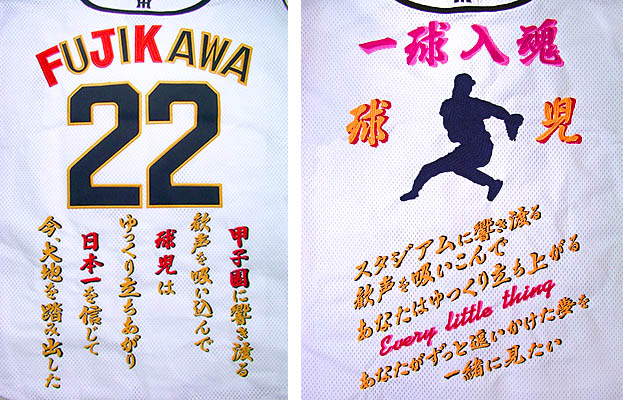 FUJIKAWA
22
甲子園に響き渡る
歓声を吸い込んで
球児は
ゆっくり立ちあがり
日本一を信じて
今、大地を踏み出した
一球入魂
球 児
スタジアムに響き渡る
歓声を吸いこんで
あなたはゆっくり立ち上がる
Every little thing
あなたがずっと追いかけた夢を
一緒に見たい